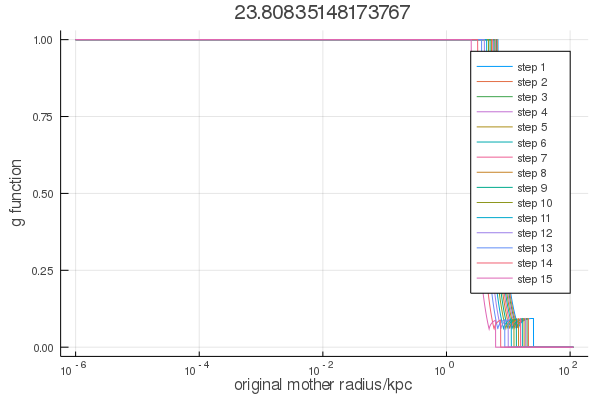 23.80835148173767
1.00
0.75
0.50
0.25
0.00
g function
step 1
step 2
step 3
step 4
step 5
step 6
step 7
step 8
step 9
step 10
step 11
step 12
step 13
step 14
step 15
10^-6 10^-4 10^-2 10^0 10^2
original mother radius/kpc